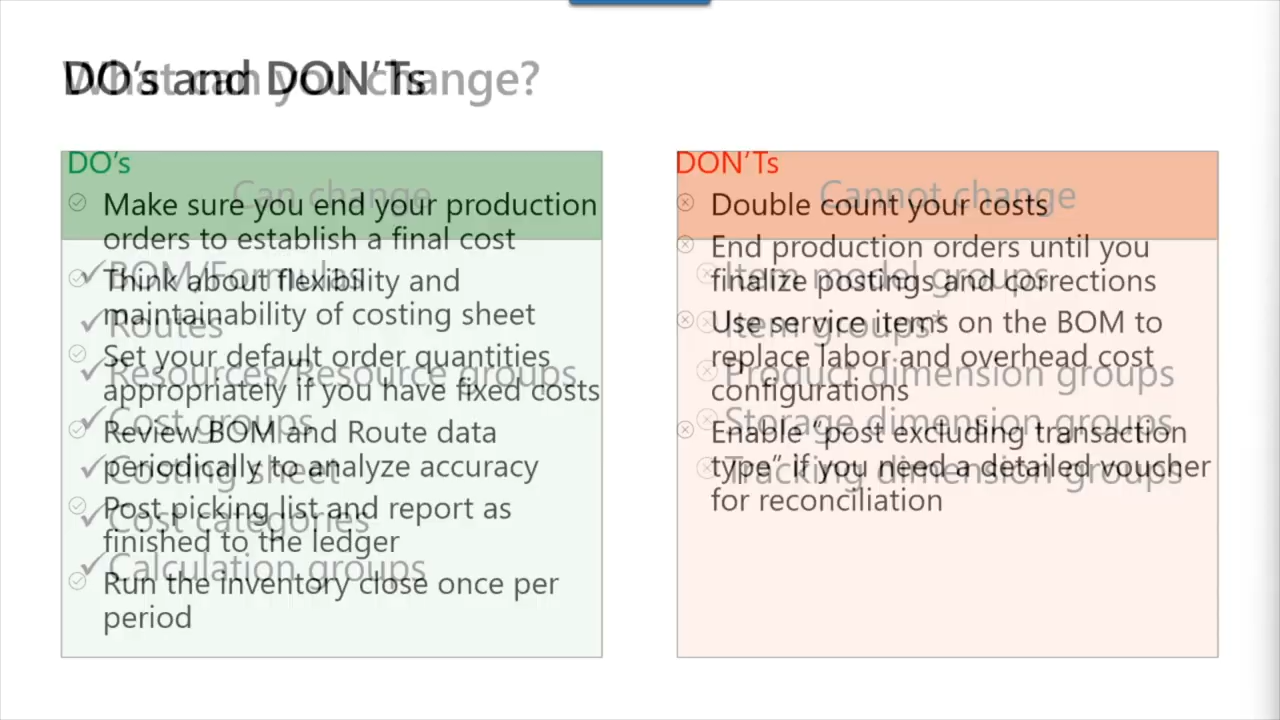 DO's and DON'Ts
What can you change?
DO's
Make sure you end your production
orders to establish a final cost
Think about flexibility and
maintainability of costing sheet
Set your default order quantities
appropriately if you have fixed costs
Review BOM and Route data
periodically to analyze accuracy
Post picking list and report as
finished to the ledger
Run the inventory close once per
period
Can change
BOM/Formulas
Routes
Resources/Resource groups
Cost groups
Costing sheet
Cost categories
Calculation groups
DON'Ts
Double count your costs
End production orders until you
finalize postings and corrections
Use service items on the BOM to
replace labor and overhead cost
configurations
Enable “post excluding transaction
type” if you need a detailed voucher
for reconciliation
Cannot change
Item model groups
Item groups*
Product dimension groups
Storage dimension groups
Tracking dimension groups